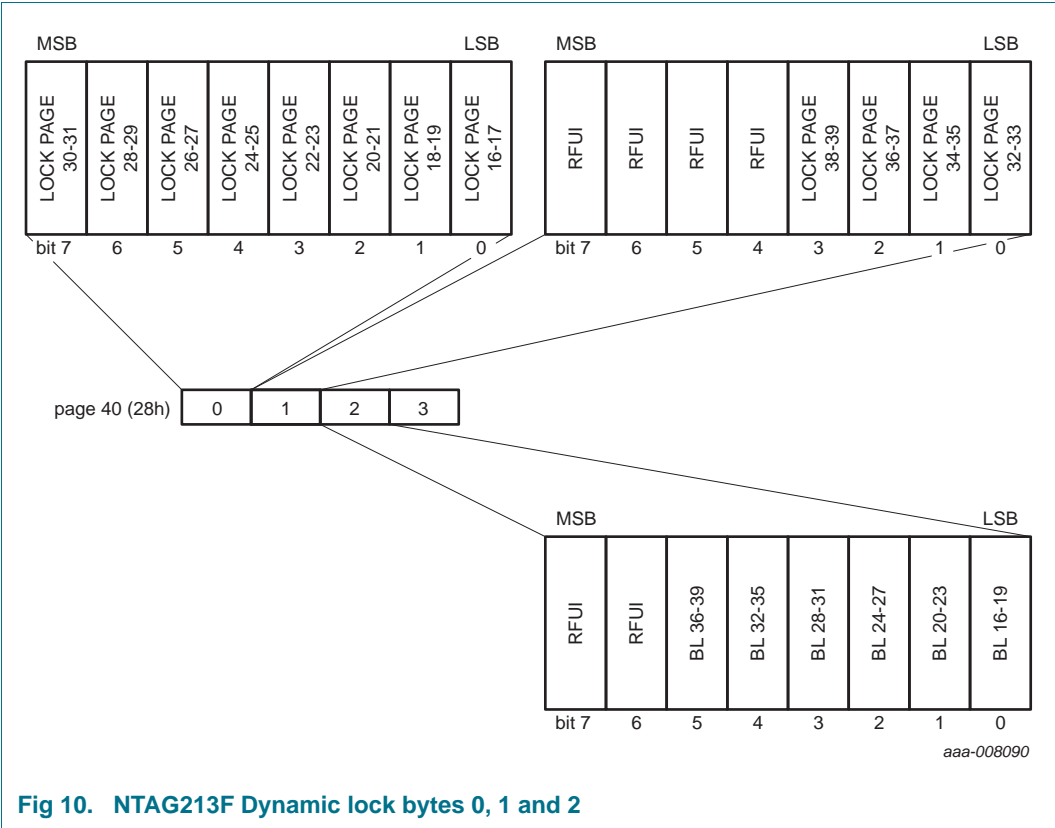 MSB LSB
LOCK PAGE 30-31
LOCK PAGE 28-29
LOCK PAGE 26-27
LOCK PAGE 24-25
LOCK PAGE 22-23
LOCK PAGE 20-21
LOCK PAGE 18-19
LOCK PAGE 16-17
bit 7 6 5 4 3 2 1 0
MSB LSB
RFUI
RFUI
RFUI
RFUI
LOCK PAGE 38-39
LOCK PAGE 36-37
LOCK PAGE 34-35
LOCK PAGE 32-33
bit 7 6 5 4 3 2 1 0
page 40 (28h) 0 1 2 3
MSB LSB
RFUI
RFUI
BL 36-39
BL 32-35
BL 28-31
BL 24-27
BL 20-23
BL 16-19
bit 7 6 5 4 3 2 1 0
aaa-008090
Fig 10. NTAG213F Dynamic lock bytes 0, 1 and 2